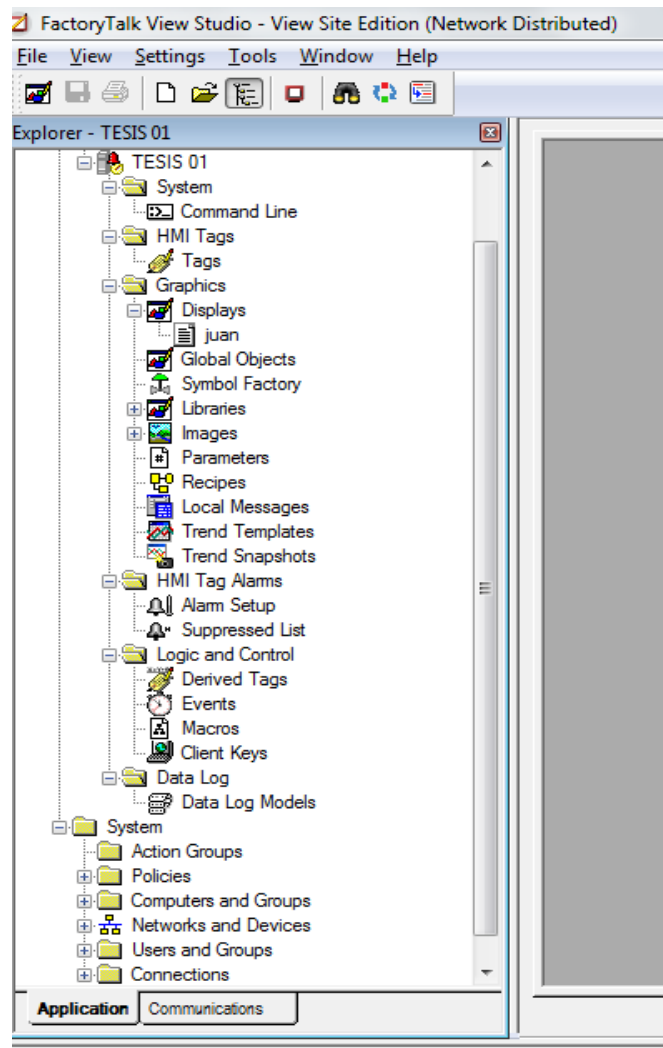 FactoryTalk View Studio - View Site Edition (Network Distributed)
File View Settings Tools Window Help
Explorer - TESIS 01
TESIS 01
System
Command Line
HMI Tags
Tags
Graphics
Displays
juan
Global Objects
Symbol Factory
Libraries
Images
Parameters
Recipes
Local Messages
Trend Templates
Trend Snapshots
HMI Tag Alarms
Alarm Setup
Suppressed List
Logic and Control
Derived Tags
Events
Macros
Client Keys
Data Log
Data Log Models
System
Action Groups
Policies
Computers and Groups
Networks and Devices
Users and Groups
Connections
Application Communications